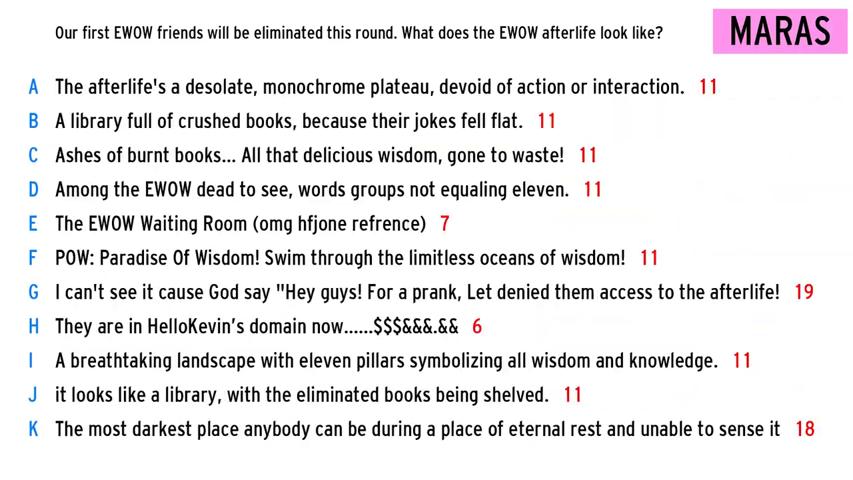 Our first EWOW friends will be eliminated this round. What does the EWOW afterlife look like?
MARAS
A The afterlife's a desolate, monochrome plateau, devoid of action or interaction. 11
B A library full of crushed books, because their jokes fell flat. 11
C Ashes of burnt books... All that delicious wisdom, gone to waste! 11
D Among the EWOW dead to see, words groups not equaling eleven. 11
E The EWOW Waiting Room (omg hfjone refrence) 7
F POW: Paradise Of Wisdom! Swim through the limitless oceans of wisdom! 11
G I can't see it cause God say "Hey guys! For a prank, Let denied them access to the afterlife! 19
H They are in HelloKevin's domain now......$$$&&&.&& 6
I A breathtaking landscape with eleven pillars symbolizing all wisdom and knowledge. 11
J it looks like a library, with the eliminated books being shelved. 11
K The most darkest place anybody can be during a place of eternal rest and unable to sense it 18